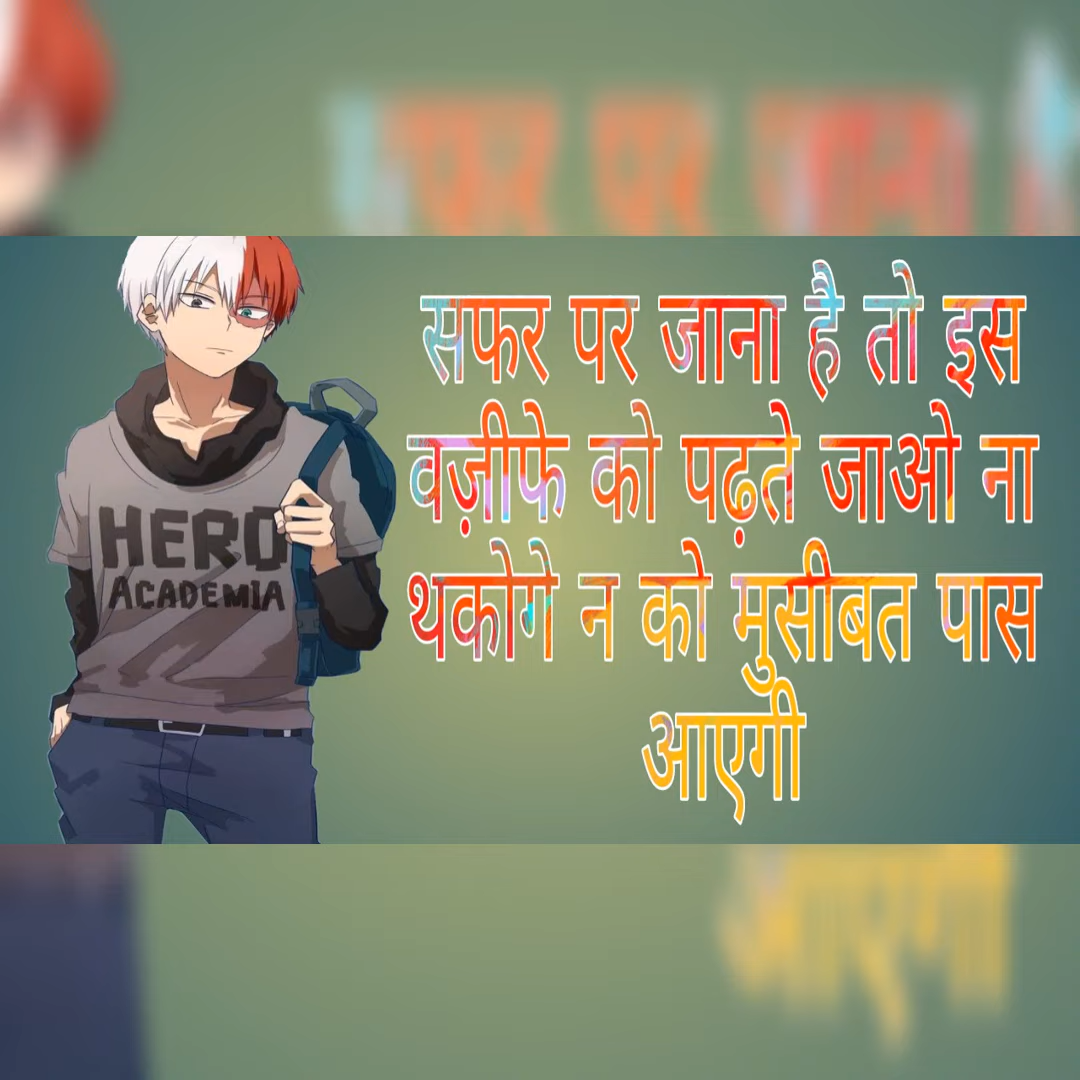 सफर पर जाना है तो इस
वज़ीफे को पढ़ते जाओ ना
थकोगे न को मुसीबत पास
आएगी
HERO
ACADEMIA